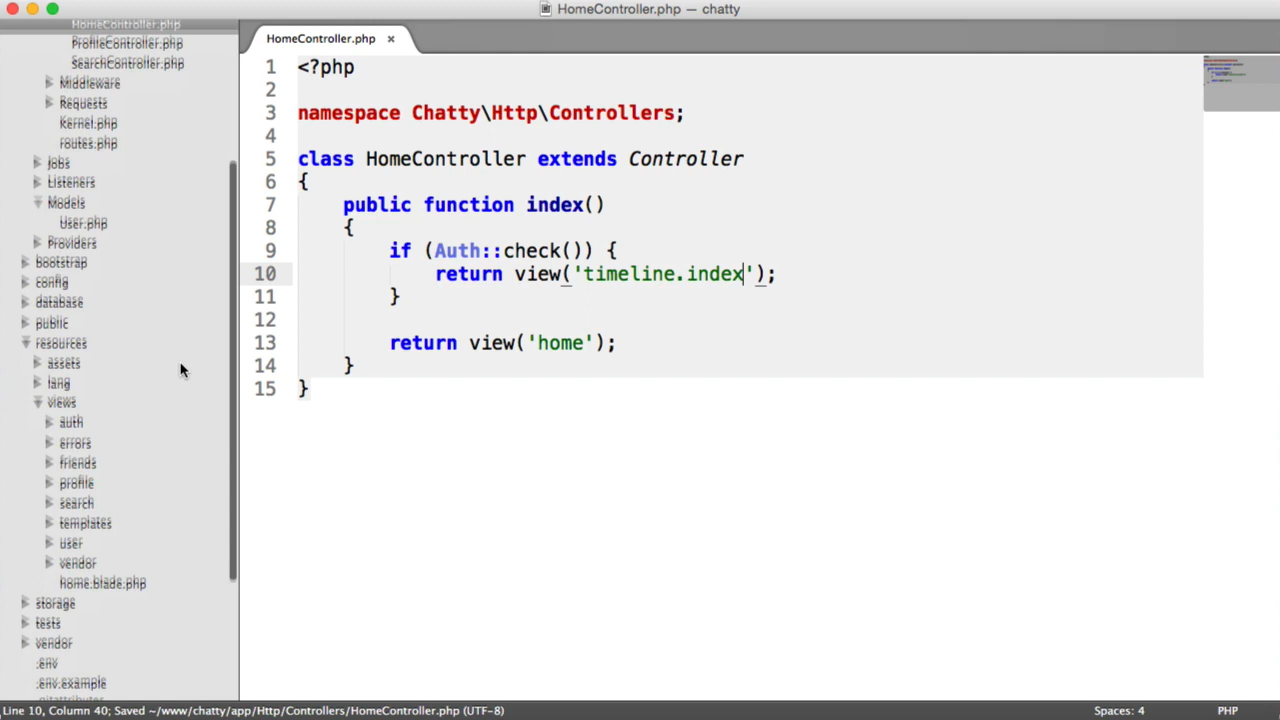 HomeController.php — chatty
HomeController.php
ProfileController.php
SearchController.php
Middleware
Requests
Kernel.php
routes.php
Jobs
Listeners
Models
User.php
Providers
bootstrap
config
database
public
resources
assets
lang
views
auth
errors
friends
profile
search
templates
user
vendor
home.blade.php
storage
tests
vendor
.env
.env.example
.gitattributes
HomeController.php ×
1 <?php
2
3 namespace Chatty\Http\Controllers;
4
5 class HomeController extends Controller
6 {
7 public function index()
8 {
9 if (Auth::check()) {
10 return view('timeline.index');
11 }
12
13 return view('home');
14 }
15 }
Line 10, Column 40; Saved ~/www/chatty/app/Http/Controllers/HomeController.php (UTF-8)
Spaces: 4
PHP